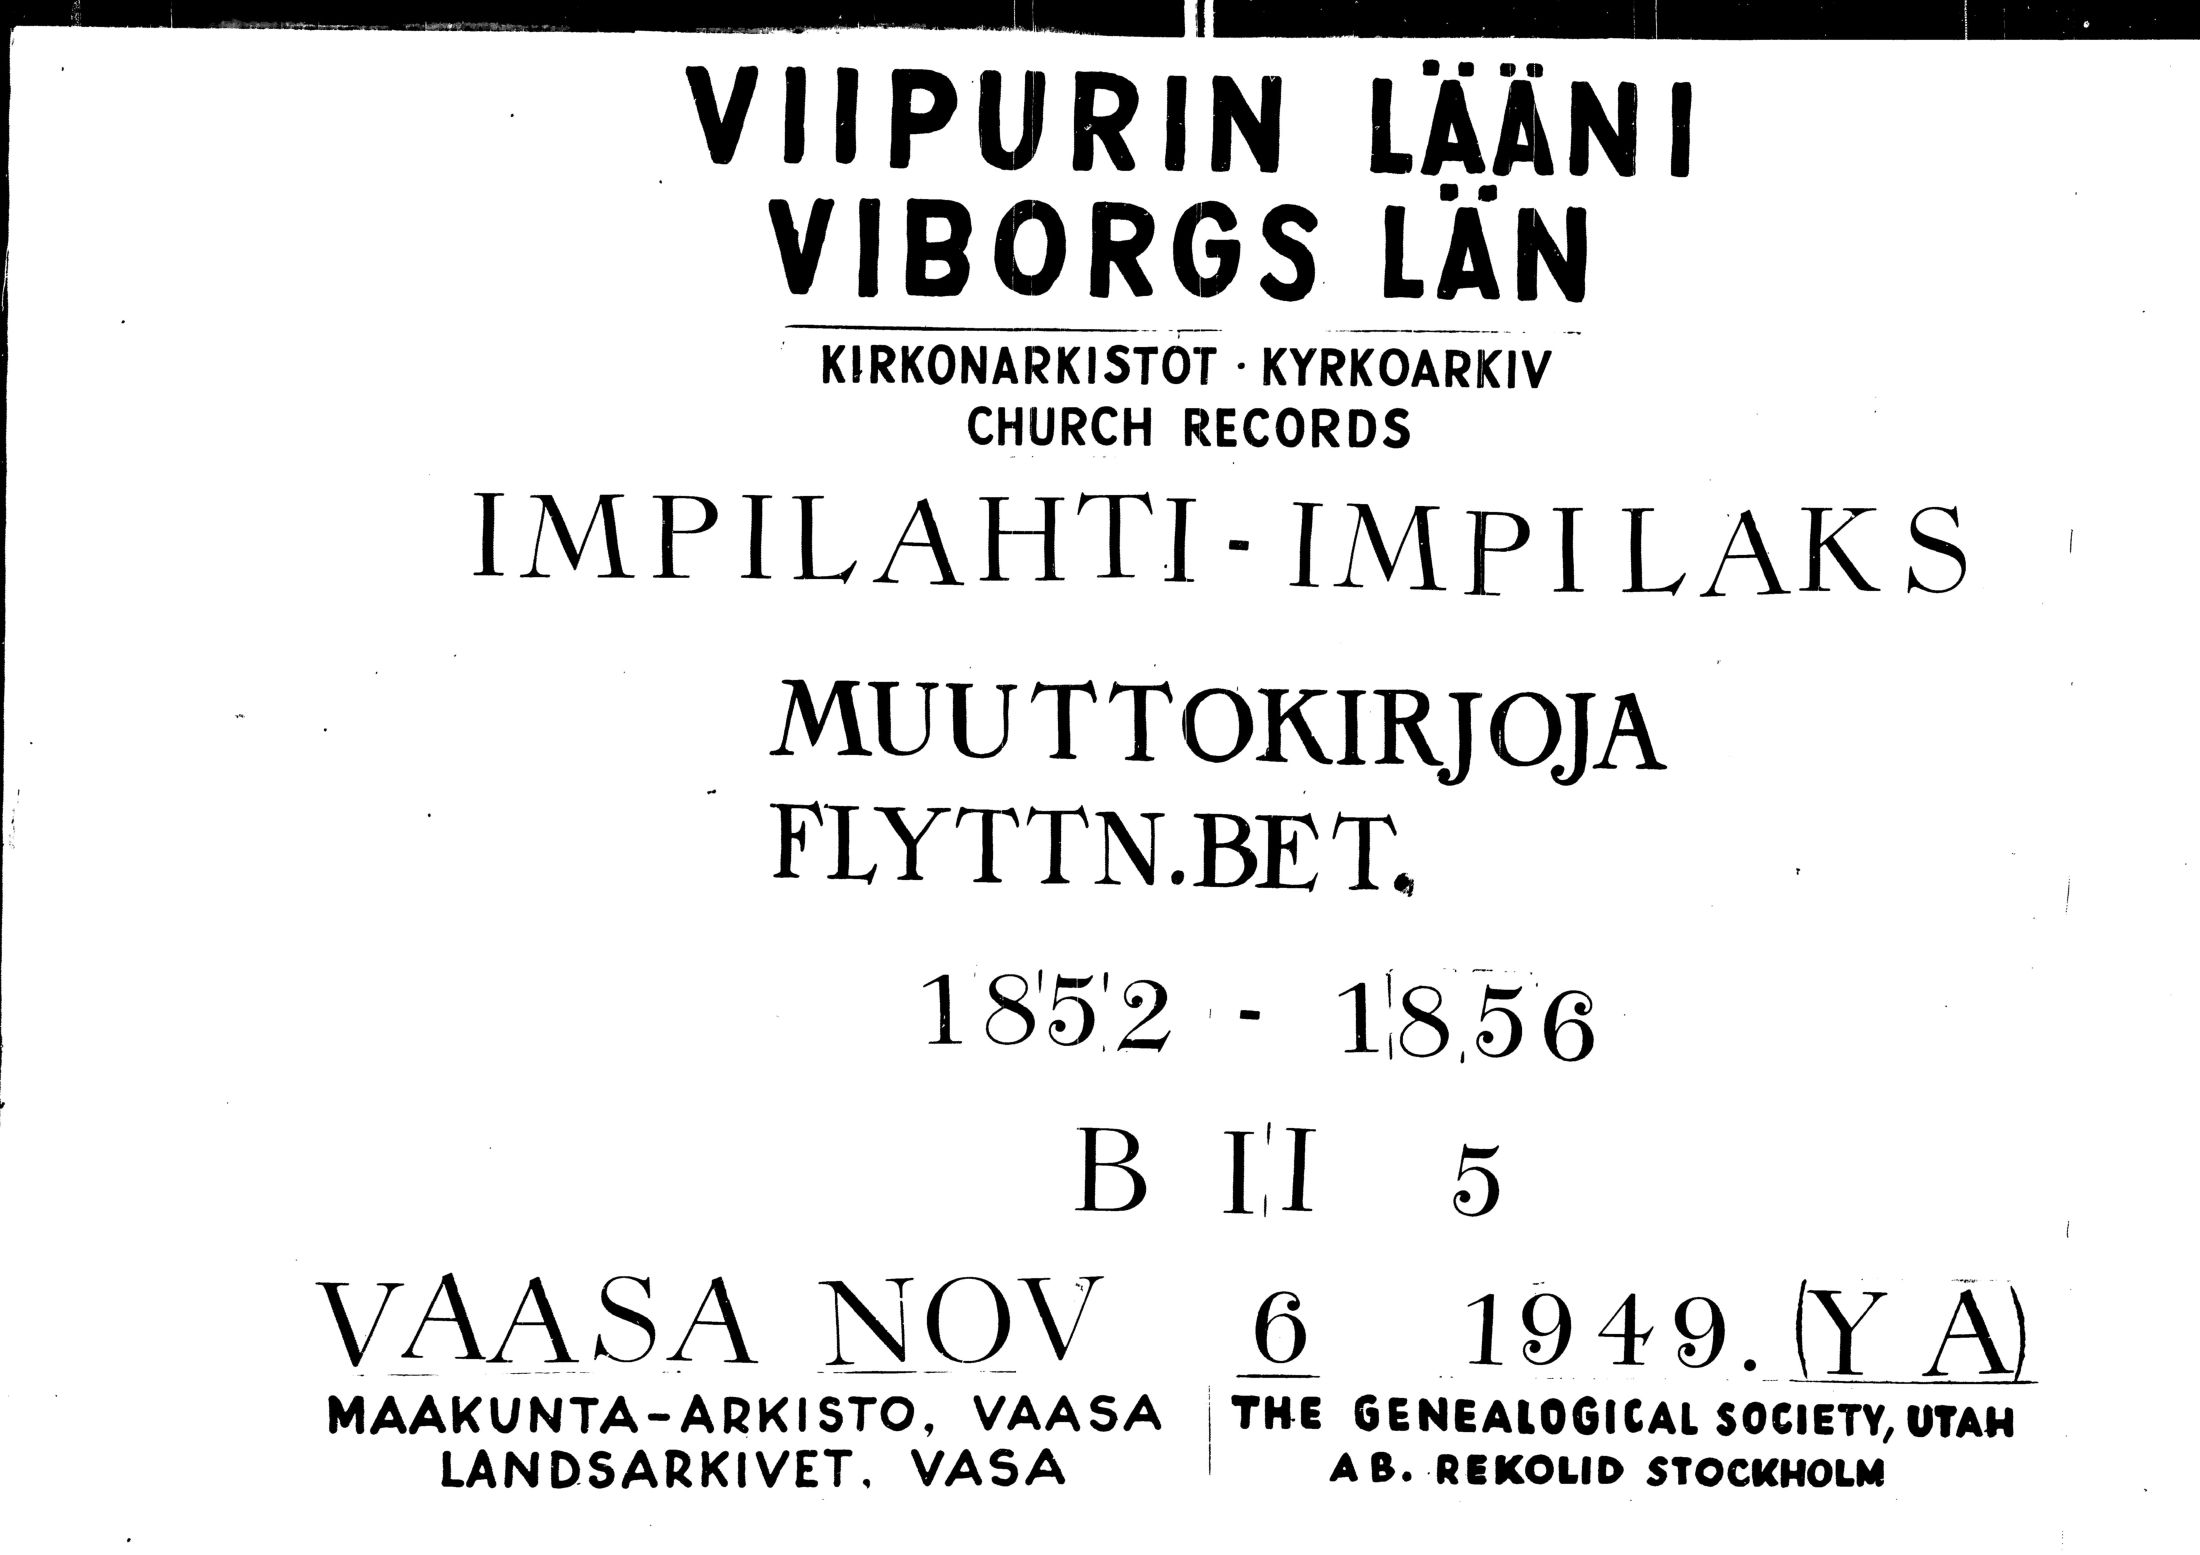 VIIPURIN LÄÄNI
VIBORGS LÄN
KIRKONARKISTOT · KYRKOARKIV
CHURCH RECORDS
IMPILAHTI - IMPILAKS
MUUTTOKIRJOJA
FLYTTN.BET.
1852 - 1856
B II 5
VAASA NOV 6 1949. (Y A)
MAAKUNTA-ARKISTO, VAASA
LANDSARKIVET, VASA
THE GENEALOGICAL SOCIETY, UTAH
AB. REKOLID STOCKHOLM